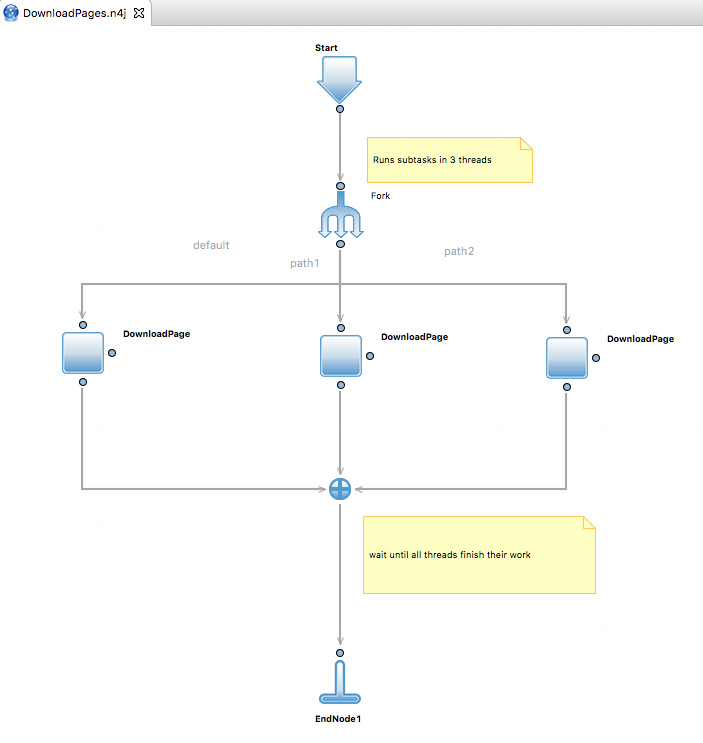 DownloadPages.n4j
Start
Runs subtasks in 3 threads
Fork
default
path1
path2
DownloadPage
DownloadPage
DownloadPage
wait until all threads finish their work
EndNode1